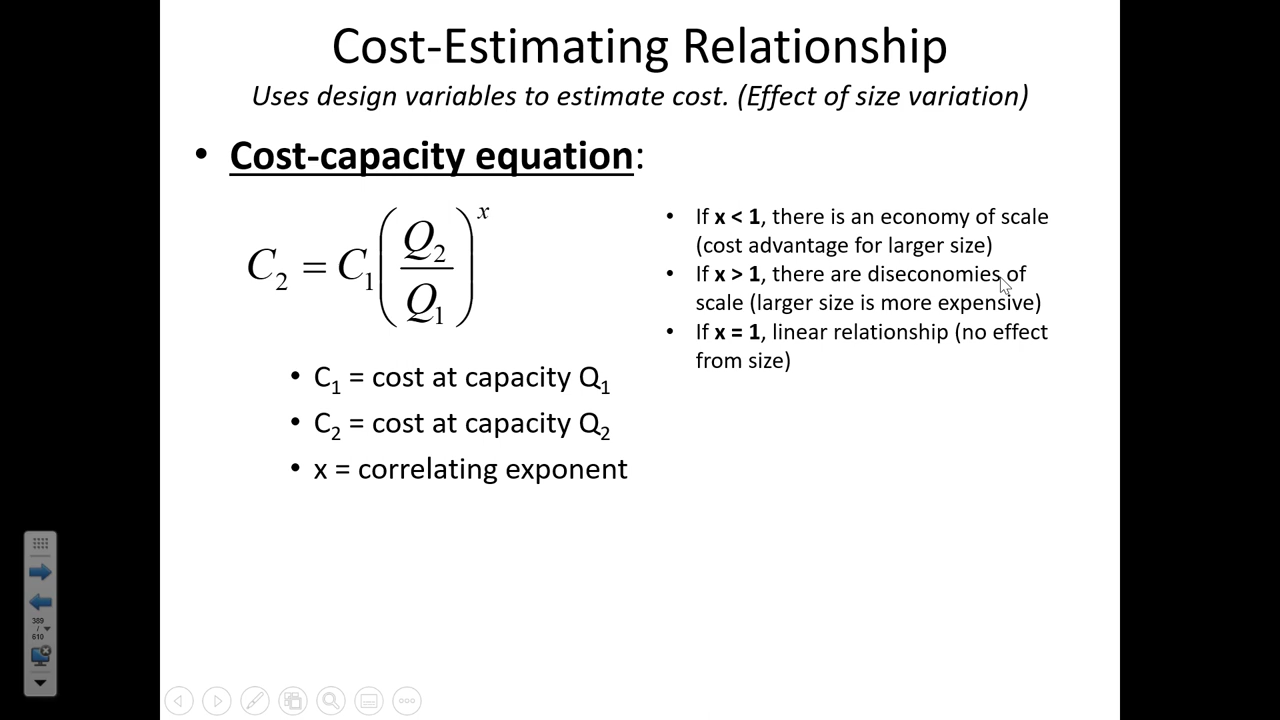 Cost-Estimating Relationship
Uses design variables to estimate cost. (Effect of size variation)
• Cost-capacity equation:
C₂ = C₁(Q₂/Q₁)ˣ
• C₁ = cost at capacity Q₁
• C₂ = cost at capacity Q₂
• x = correlating exponent
• If x < 1, there is an economy of scale
(cost advantage for larger size)
• If x > 1, there are diseconomies of
scale (larger size is more expensive)
• If x = 1, linear relationship (no effect
from size)
389
/
610